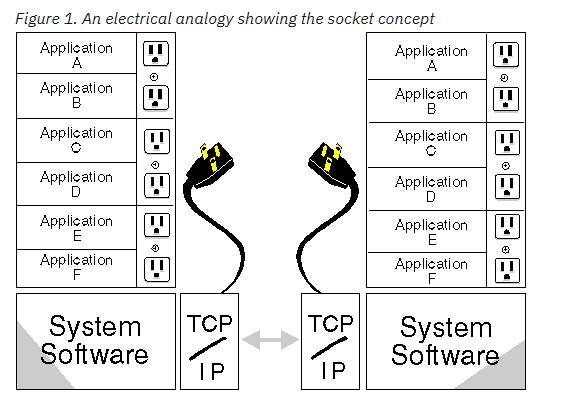 Figure 1. An electrical analogy showing the socket concept
Application
A
Application
B
Application
C
Application
D
Application
E
Application
F
Application
A
Application
B
Application
C
Application
D
Application
E
Application
F
System
Software
TCP
/
IP
TCP
/
IP
System
Software